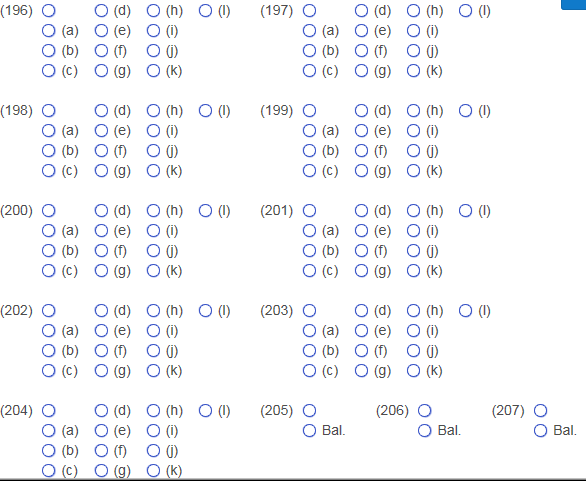 (196) (d) (h) (l) (197) (d) (h) (l)
(a) (e) (i) (a) (e) (i)
(b) (f) (j) (b) (f) (j)
(c) (g) (k) (c) (g) (k)
(198) (d) (h) (l) (199) (d) (h) (l)
(a) (e) (i) (a) (e) (i)
(b) (f) (j) (b) (f) (j)
(c) (g) (k) (c) (g) (k)
(200) (d) (h) (l) (201) (d) (h) (l)
(a) (e) (i) (a) (e) (i)
(b) (f) (j) (b) (f) (j)
(c) (g) (k) (c) (g) (k)
(202) (d) (h) (l) (203) (d) (h) (l)
(a) (e) (i) (a) (e) (i)
(b) (f) (j) (b) (f) (j)
(c) (g) (k) (c) (g) (k)
(204) (d) (h) (l) (205) (206) (207)
(a) (e) (i) Bal. Bal. Bal.
(b) (f) (j)
(c) (g) (k)